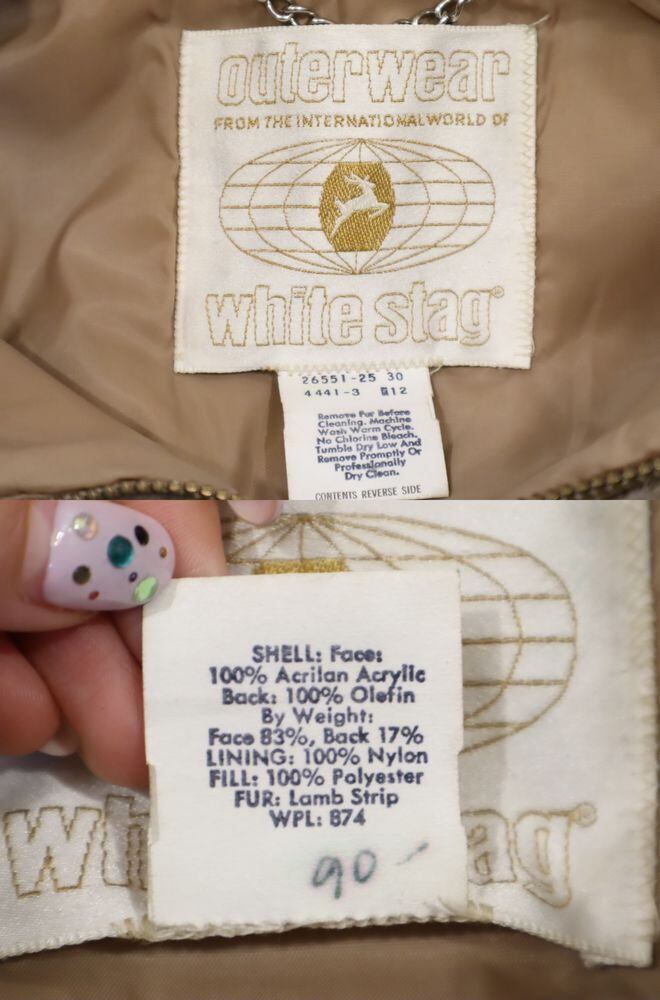 outerwear
FROM THE INTERNATIONAL WORLD OF
white stag®
26551-25 30
4441-3 12
Remove Fur Before
Cleaning. Machine
Wash Warm Cycle.
No Chlorine Bleach.
Tumble Dry Low And
Remove Promptly Or
Professionally
Dry Clean.
CONTENTS REVERSE SIDE
SHELL: Face:
100% Acrilan Acrylic
Back: 100% Olefin
By Weight:
Face 83%, Back 17%
LINING: 100% Nylon
FILL: 100% Polyester
FUR: Lamb Strip
WPL: 874
90-
wh ag®